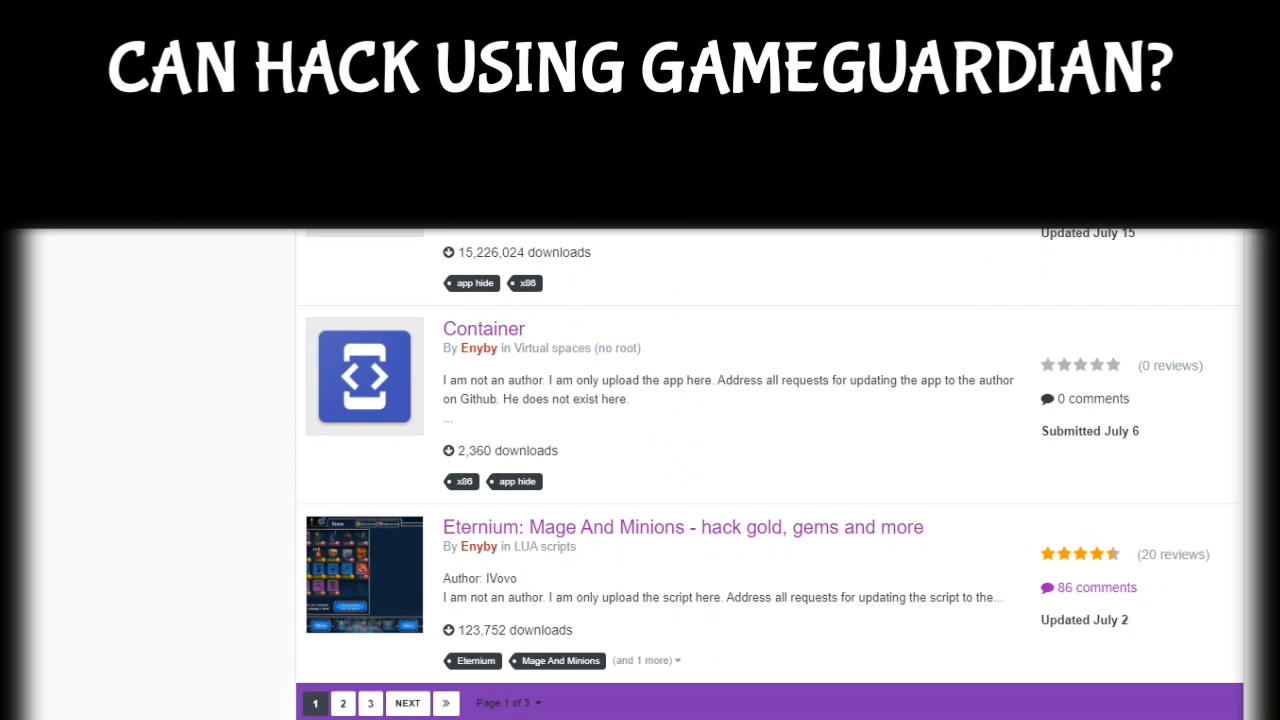 CAN HACK USING GAMEGUARDIAN?
Updated July 15
15,226,024 downloads
app hide
x86
Container
By Enyby in Virtual spaces (no root)
(0 reviews)
I am not an author. I am only upload the app here. Address all requests for updating the app to the author
on Github. He does not exist here.
...
0 comments
Submitted July 6
2,360 downloads
x86
app hide
Eternium: Mage And Minions - hack gold, gems and more
By Enyby in LUA scripts
(20 reviews)
Author: IVovo
I am not an author. I am only upload the script here. Address all requests for updating the script to the...
86 comments
Updated July 2
123,752 downloads
Eternium
Mage And Minions
(and 1 more)
1
2
3
NEXT
»
Page 1 of 3